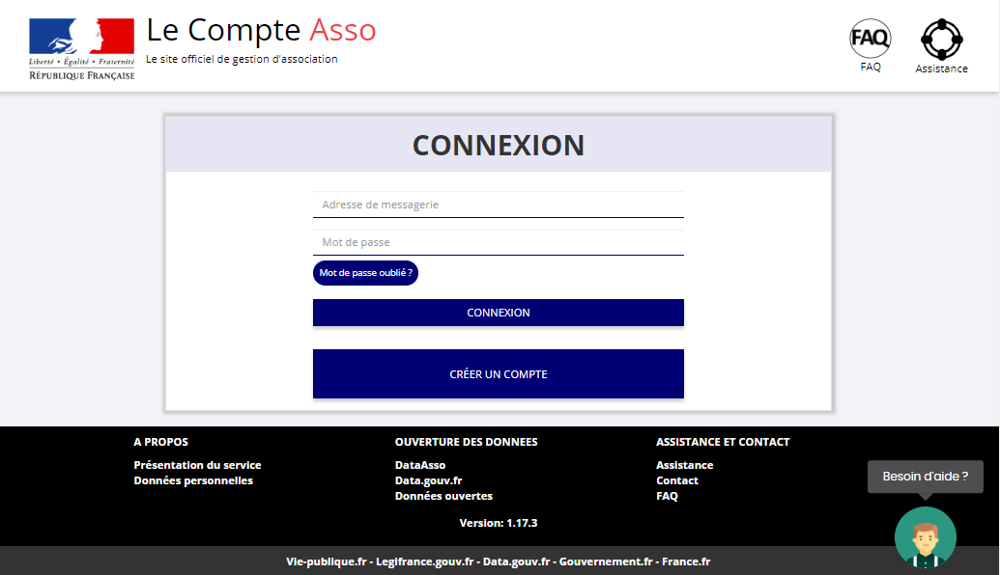 Le Compte Asso
Le site officiel de gestion d'association
Liberté • Égalité • Fraternité
RÉPUBLIQUE FRANÇAISE
FAQ
FAQ
Assistance
CONNEXION
Adresse de messagerie
Mot de passe
Mot de passe oublié ?
CONNEXION
CRÉER UN COMPTE
A PROPOS
Présentation du service
Données personnelles
OUVERTURE DES DONNEES
DataAsso
Data.gouv.fr
Données ouvertes
ASSISTANCE ET CONTACT
Assistance
Contact
FAQ
Besoin d'aide ?
Version: 1.17.3
Vie-publique.fr - Legifrance.gouv.fr - Data.gouv.fr - Gouvernement.fr - France.fr